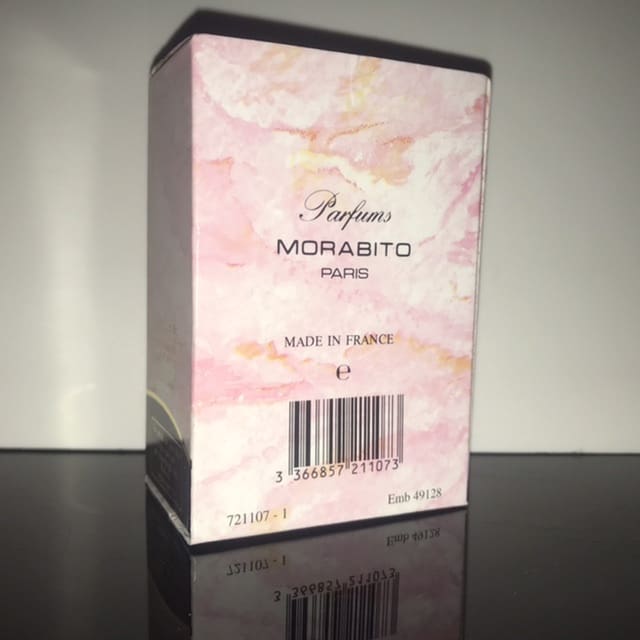 Parfums
MORABITO
PARIS
MADE IN FRANCE
℮
3 366857 211073
721107 - 1
Emb 49128